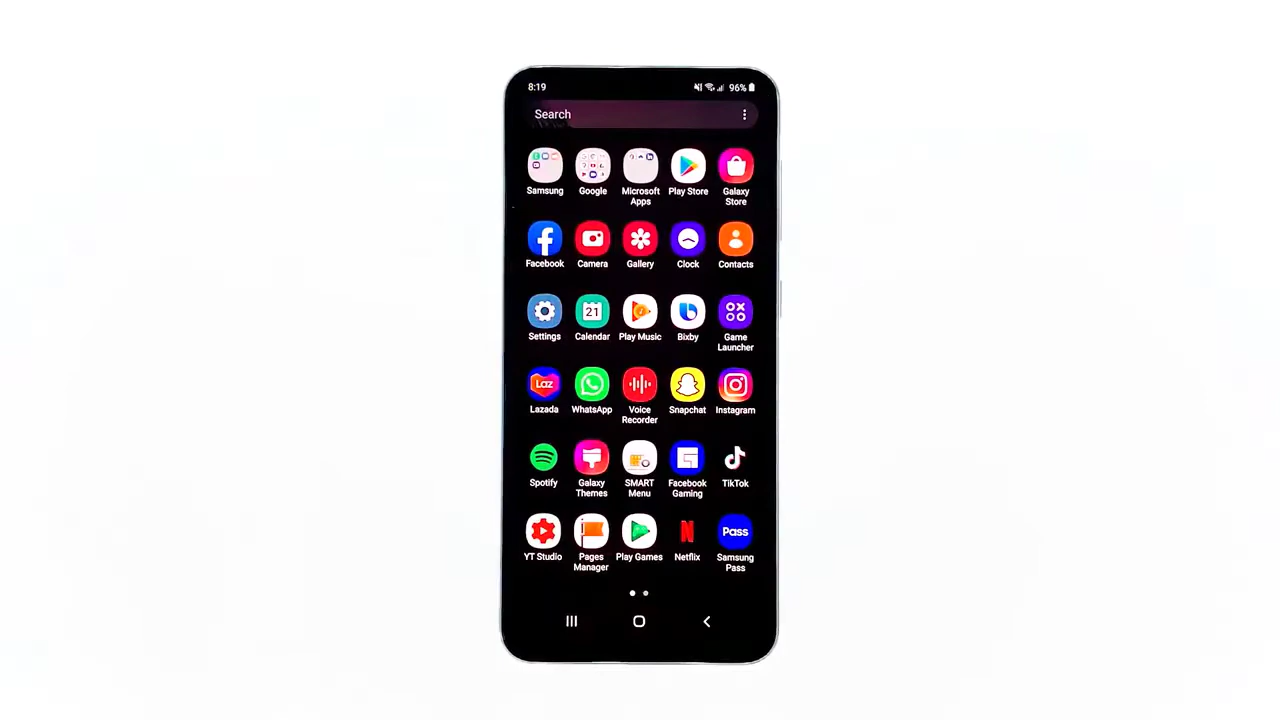 8:19
96%
Search
Samsung
Google
Microsoft
Apps
Play Store
Galaxy
Store
Facebook
Camera
Gallery
Clock
Contacts
21
Settings
Calendar
Play Music
Bixby
Game
Launcher
Laz
Lazada
WhatsApp
Voice
Recorder
Snapchat
Instagram
Spotify
Galaxy
Themes
SMART
Menu
Facebook
Gaming
TikTok
Pass
YT Studio
Pages
Manager
Play Games
Netflix
Samsung
Pass